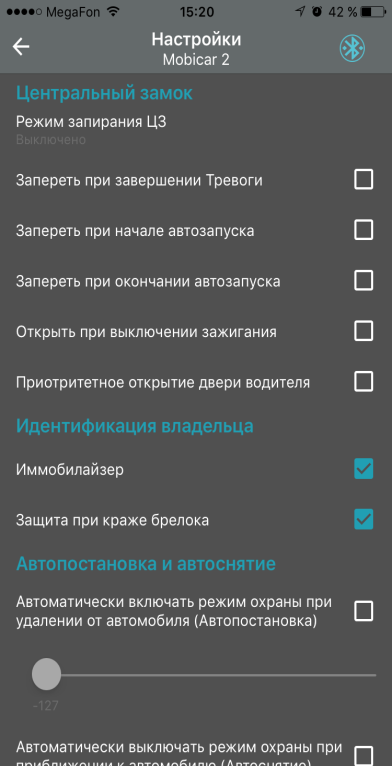 MegaFon 15:20 42 %
Настройки
Mobicar 2
Центральный замок
Режим запирания ЦЗ
Выключено
Запереть при завершении Тревоги
Запереть при начале автозапуска
Запереть при окончании автозапуска
Открыть при выключении зажигания
Приотритетное открытие двери водителя
Идентификация владельца
Иммобилайзер
Защита при краже брелока
Автопостановка и автоснятие
Автоматически включать режим охраны при
удалении от автомобиля (Автопостановка)
-127
Автоматически выключать режим охраны при
приближении к автомобилю (Автоснятие)